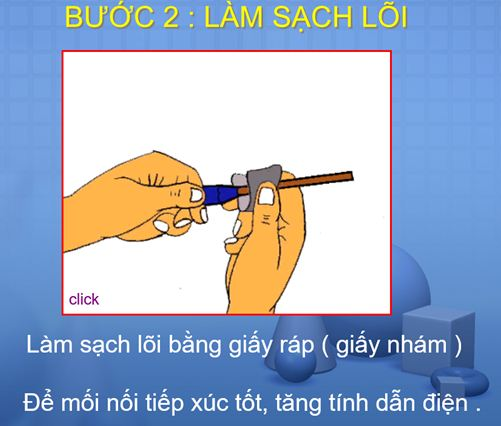 BƯỚC 2 : LÀM SẠCH LÕI
click
Làm sạch lõi bằng giấy ráp ( giấy nhám )
Để mối nối tiếp xúc tốt, tăng tính dẫn điện .